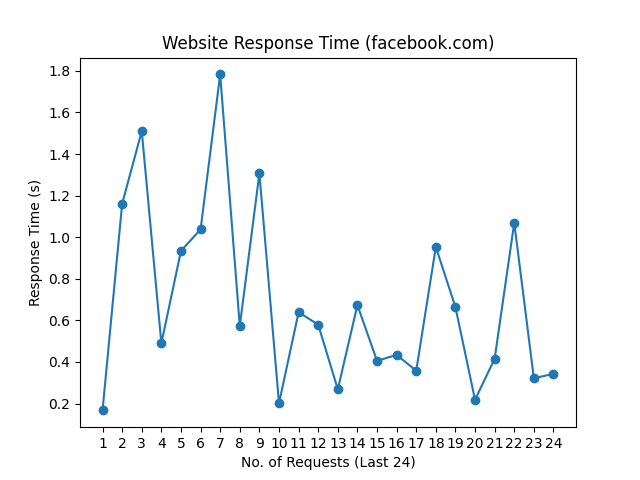 Website Response Time (facebook.com)
1.8
1.6
1.4
1.2
1.0
0.8
0.6
0.4
0.2
Response Time (s)
1 2 3 4 5 6 7 8 9 10 11 12 13 14 15 16 17 18 19 20 21 22 23 24
No. of Requests (Last 24)